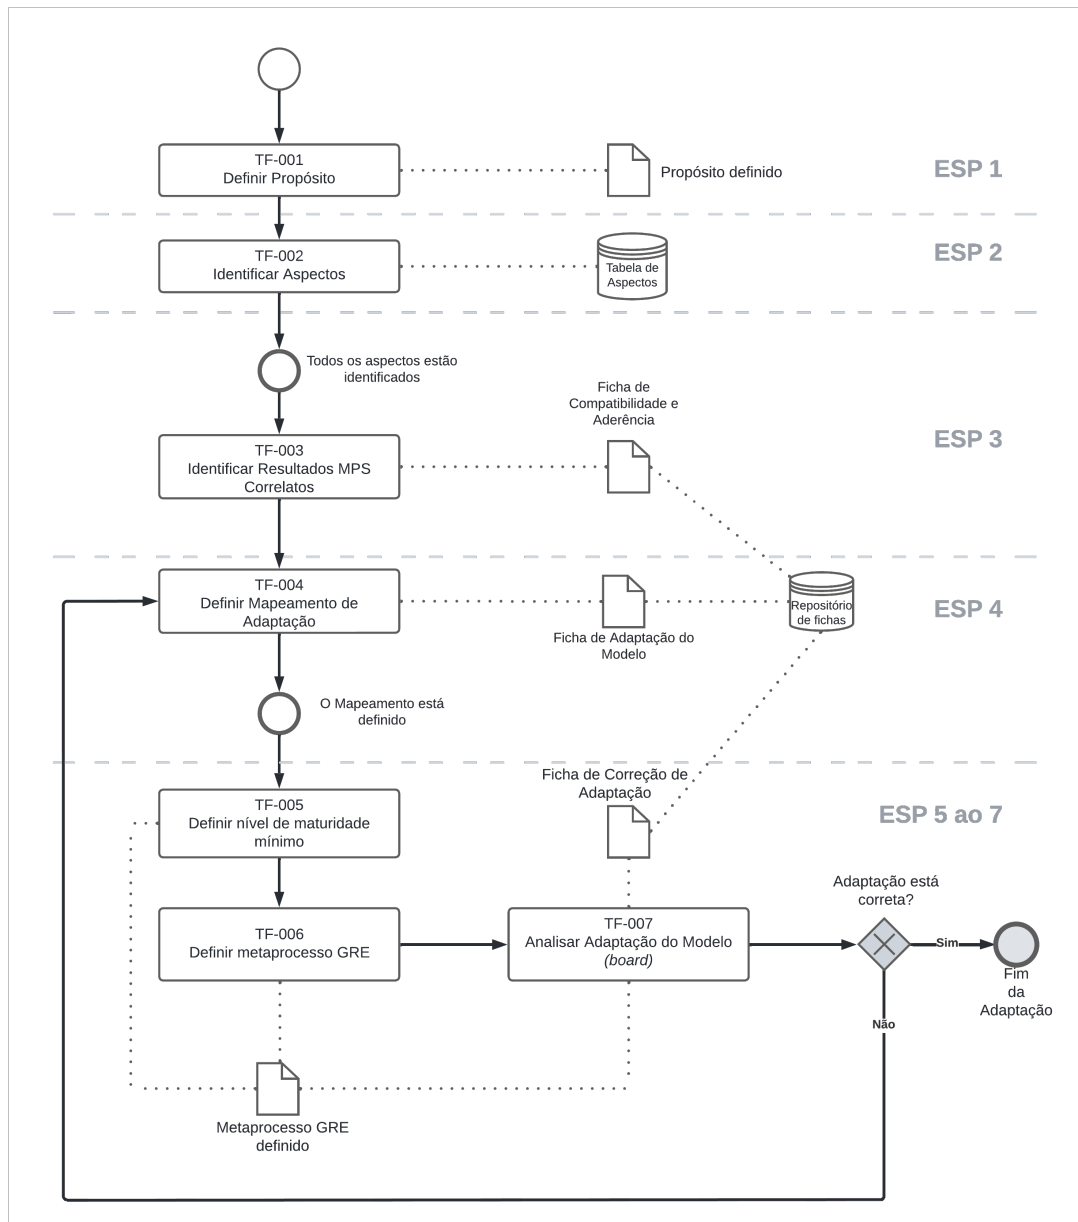 TF-001
Definir Propósito
Propósito definido
ESP 1
TF-002
Identificar Aspectos
Tabela de
Aspectos
ESP 2
Todos os aspectos estão
identificados
Ficha de
Compatibilidade e
Aderência
ESP 3
TF-003
Identificar Resultados MPS
Correlatos
TF-004
Definir Mapeamento de
Adaptação
Ficha de Adaptação do
Modelo
Repositório
de fichas
ESP 4
O Mapeamento está
definido
Ficha de Correção de
Adaptação
ESP 5 ao 7
TF-005
Definir nível de maturidade
mínimo
TF-006
Definir metaprocesso GRE
TF-007
Analisar Adaptação do Modelo
(board)
Adaptação está
correta?
Sim
Fim
da
Adaptação
Não
Metaprocesso GRE
definido